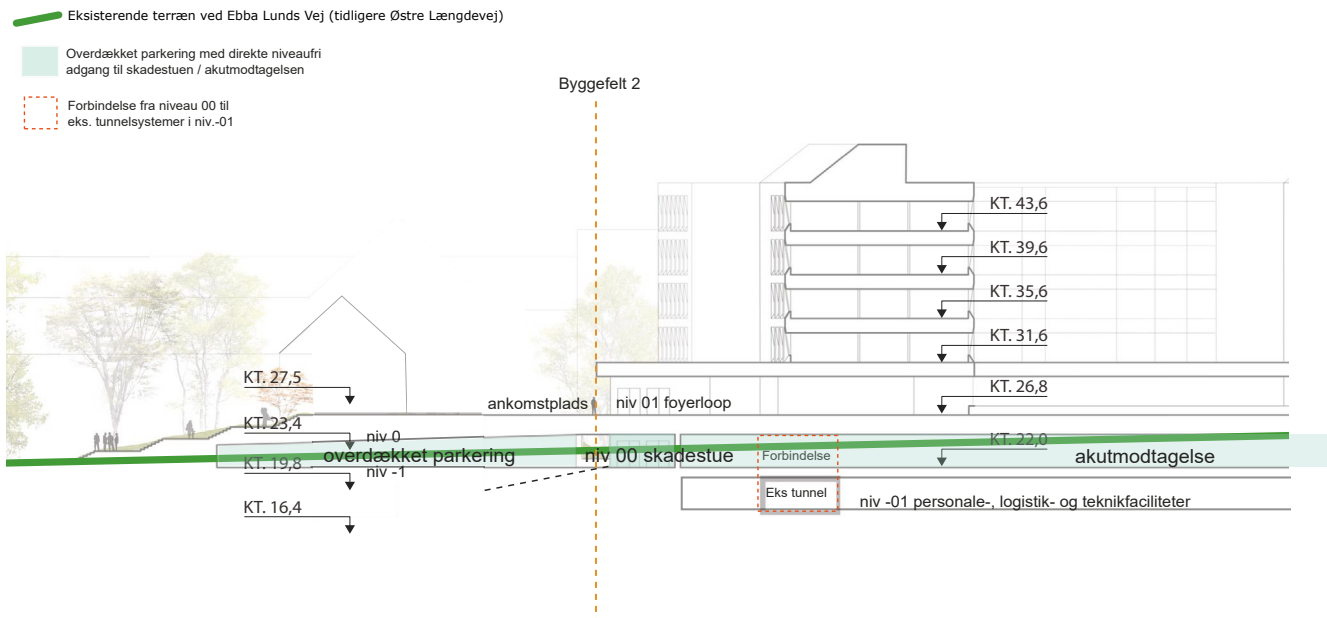 Eksisterende terræn ved Ebba Lunds Vej (tidligere Østre Længdevej)
Overdækket parkering med direkte niveaufri
adgang til skadestuen / akutmodtagelsen
Forbindelse fra niveau 00 til
eks. tunnelsystemer i niv.-01
Byggefelt 2
KT. 43,6
KT. 39,6
KT. 35,6
KT. 31,6
KT. 27,5
KT. 26,8
ankomstplads
niv 01 foyerloop
KT. 23,4
niv 0
KT. 22,0
overdækket parkering
niv 00 skadestue
Forbindelse
akutmodtagelse
KT. 19,8
niv -1
Eks tunnel
niv -01 personale-, logistik- og teknikfaciliteter
KT. 16,4